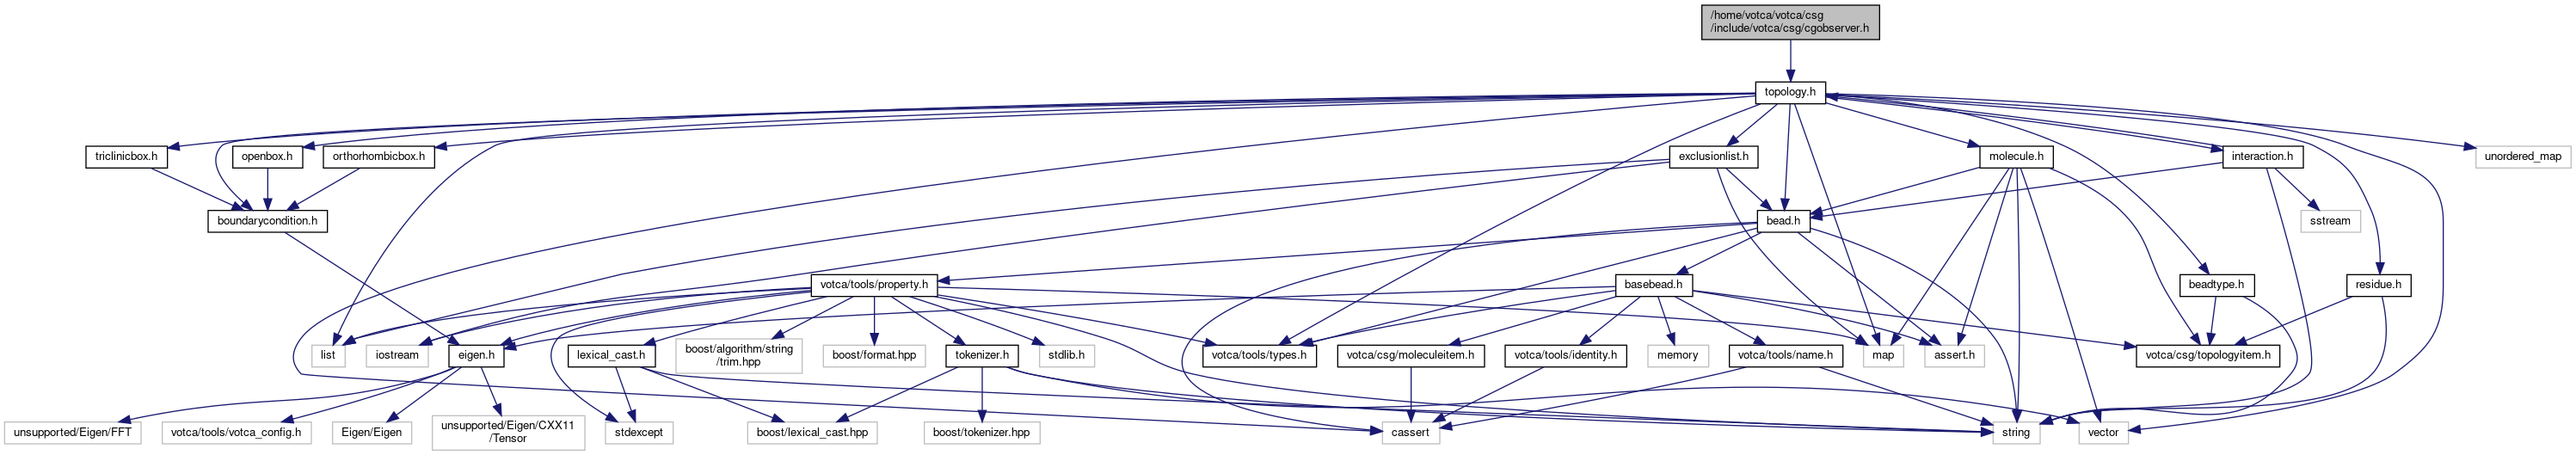 /home/votca/votca/csg
/include/votca/csg/cgobserver.h
topology.h
triclinicbox.h
openbox.h
orthorhombicbox.h
exclusionlist.h
molecule.h
interaction.h
unordered_map
boundarycondition.h
bead.h
sstream
votca/tools/property.h
basebead.h
beadtype.h
residue.h
list
iostream
eigen.h
lexical_cast.h
boost/algorithm/string
/trim.hpp
boost/format.hpp
tokenizer.h
stdlib.h
votca/tools/types.h
votca/csg/moleculeitem.h
votca/tools/identity.h
memory
votca/tools/name.h
map
assert.h
votca/csg/topologyitem.h
unsupported/Eigen/FFT
votca/tools/votca_config.h
Eigen/Eigen
unsupported/Eigen/CXX11
/Tensor
stdexcept
boost/lexical_cast.hpp
boost/tokenizer.hpp
cassert
string
vector